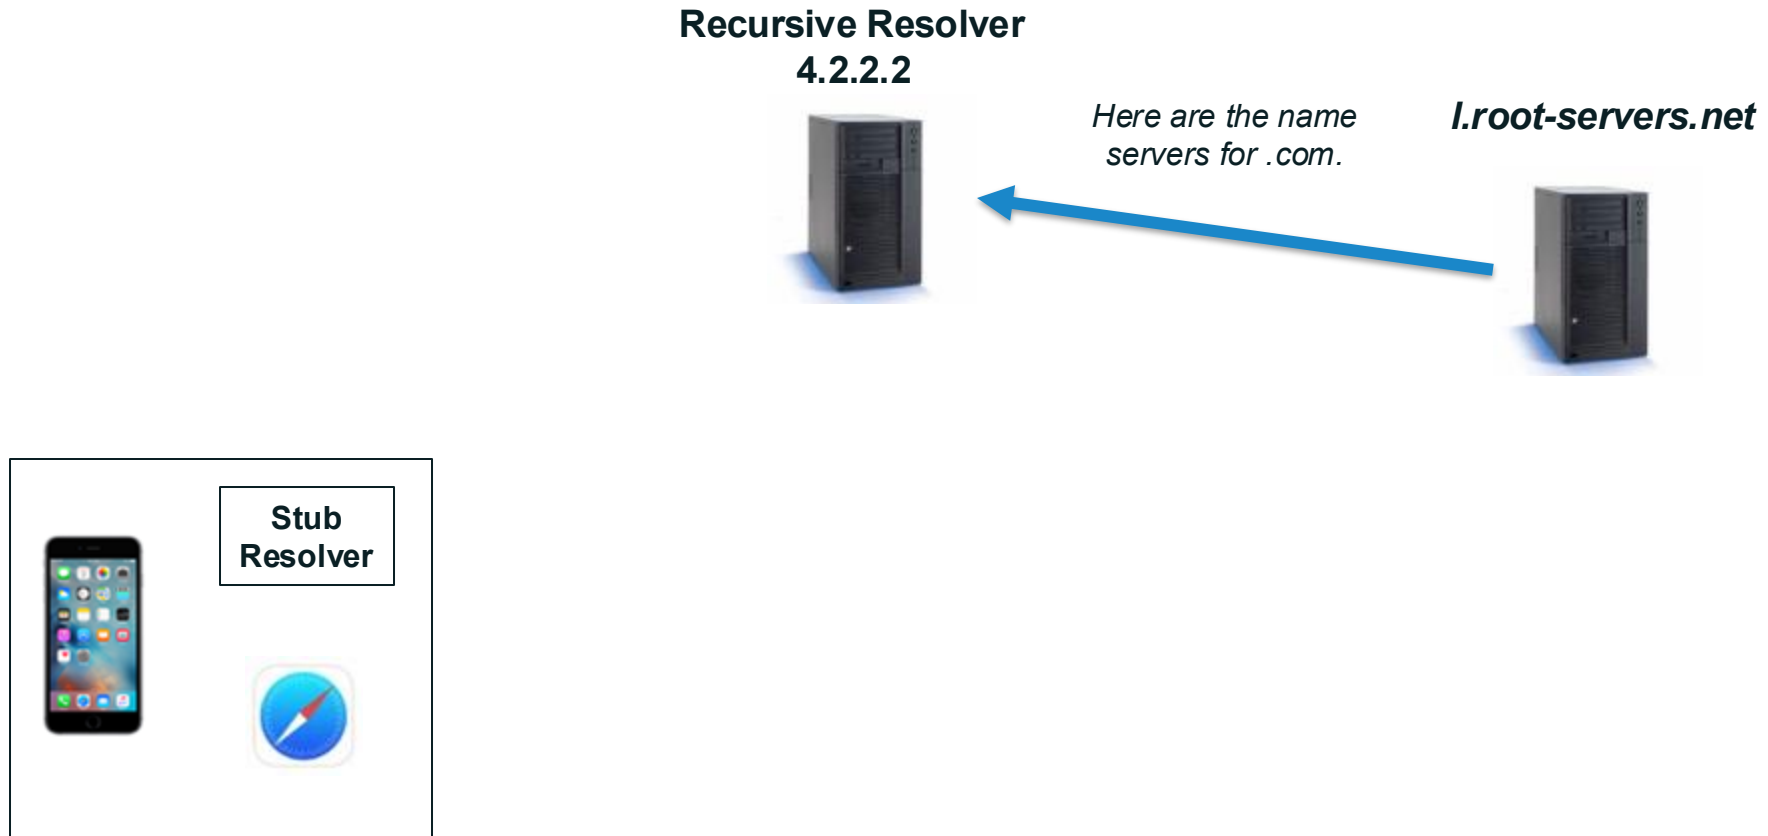 Recursive Resolver
4.2.2.2
Here are the name
servers for .com.
l.root-servers.net
Stub
Resolver